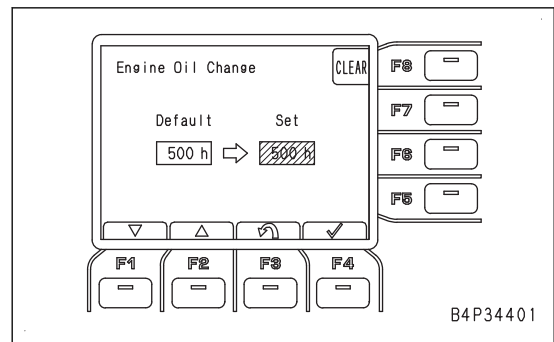 Engine Oil Change
CLEAR
Default
Set
500 h
500 h
F8
F7
F6
F5
F1
F2
F3
F4
B4P34401